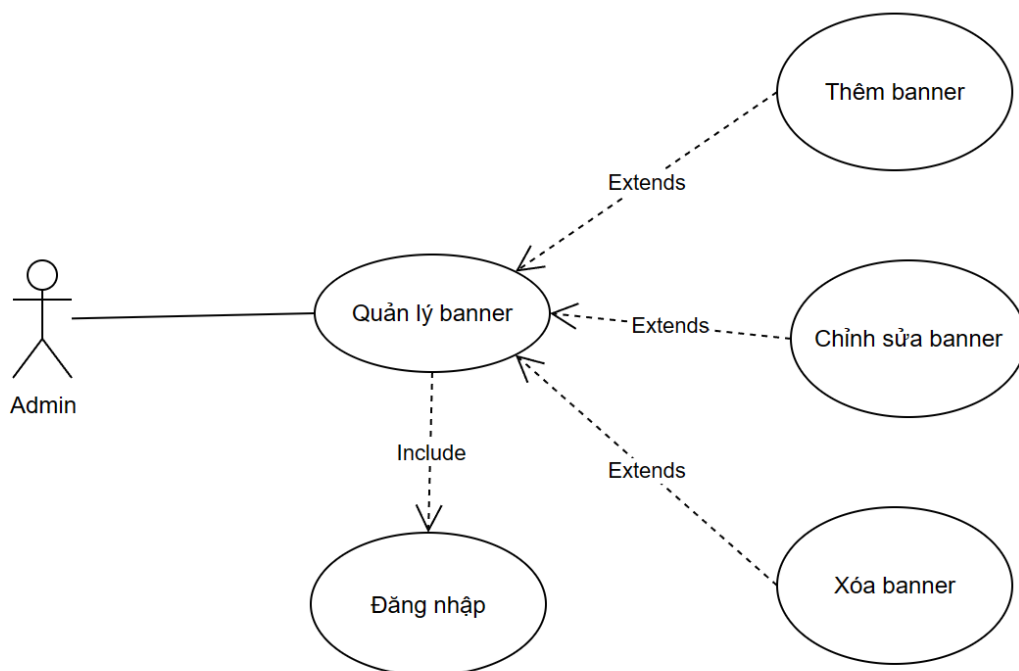 Thêm banner
Extends
Quản lý banner
Extends
Chỉnh sửa banner
Admin
Include
Extends
Đăng nhập
Xóa banner